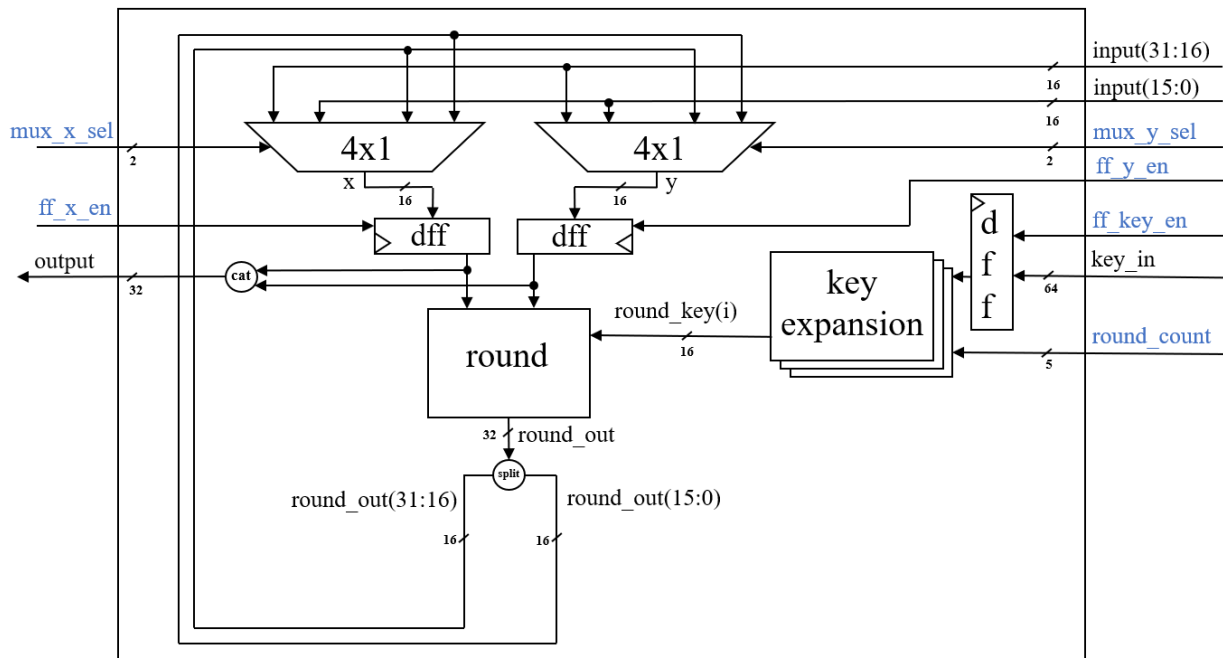 input(31:16)
16
input(15:0)
16
mux_x_sel
2
4x1
4x1
mux_y_sel
2
x
16
16
y
ff_y_en
ff_x_en
dff
dff
d
f
f
ff_key_en
output
32
cat
key_in
64
key
expansion
round_key(i)
16
round_count
5
round
32
round_out
split
round_out(31:16)
round_out(15:0)
16
16